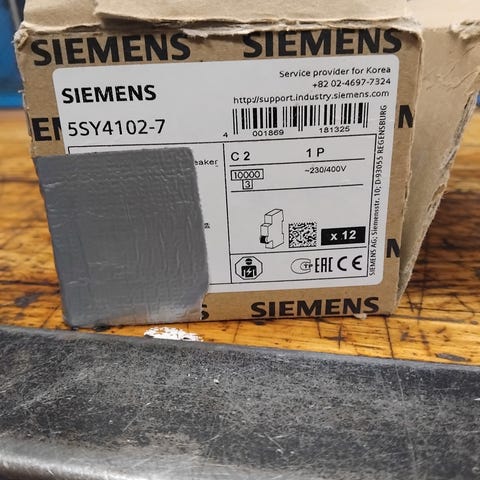 SIEMENS SIEMENS
SIEMENS
Service provider for Korea
+82 02-4697-7324
http://support.industry.siemens.com
5SY4102-7
4 001869 181325
EN
eaker
C 2 1 P
10000
3
~230/400V
x 12
EAC CE
SIEMENS AG; Siemensstr. 10; D-93055 REGENSBURG
S SIEMENS